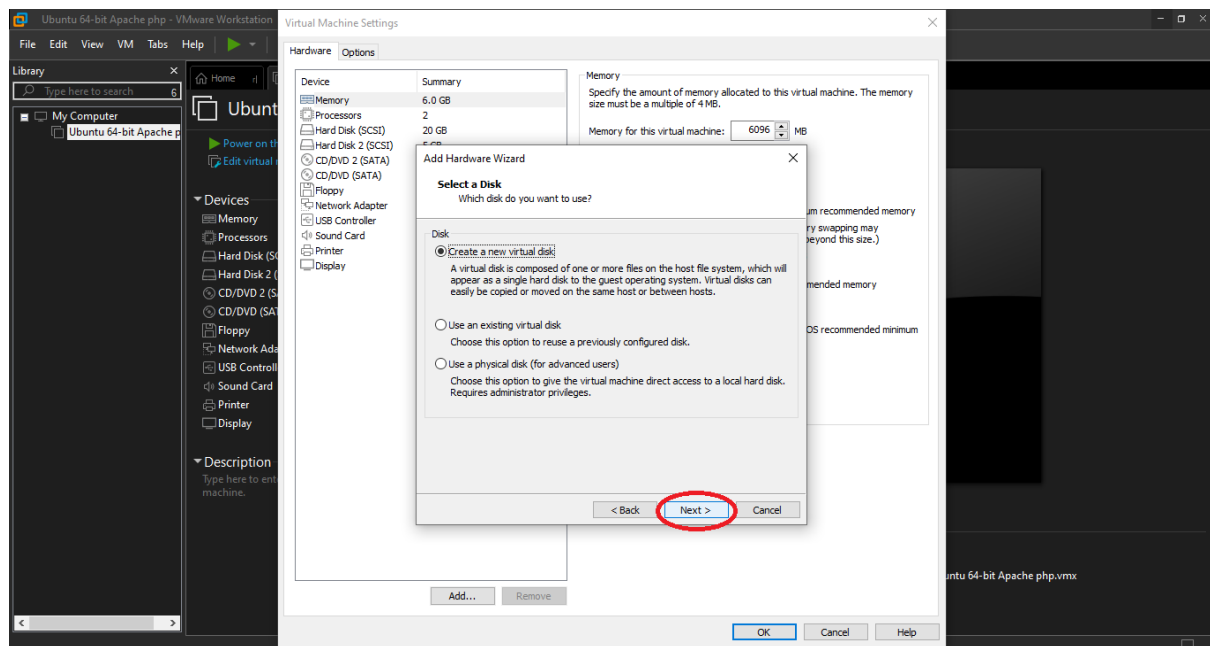 Ubuntu 64-bit Apache php - VMware Workstation
File Edit View VM Tabs Help
Library
Type here to search
My Computer
Ubuntu 64-bit Apache p
Home
Ubunt
Power on th
Edit virtual
Devices
Memory
Processors
Hard Disk (SC
Hard Disk 2 (
CD/DVD 2 (S
CD/DVD (SAT
Floppy
Network Ada
USB Controll
Sound Card
Printer
Display
Description
Type here to ent
machine.
Virtual Machine Settings
Hardware Options
Device Summary
Memory 6.0 GB
Processors 2
Hard Disk (SCSI) 20 GB
Hard Disk 2 (SCSI) 5 GB
CD/DVD 2 (SATA)
CD/DVD (SATA)
Floppy
Network Adapter
USB Controller
Sound Card
Printer
Display
Add... Remove
Memory
Specify the amount of memory allocated to this virtual machine. The memory
size must be a multiple of 4 MB.
Memory for this virtual machine: 6096 MB
um recommended memory
ry swapping may
beyond this size.)
mended memory
OS recommended minimum
Add Hardware Wizard
Select a Disk
Which disk do you want to use?
Disk
Create a new virtual disk
A virtual disk is composed of one or more files on the host file system, which will
appear as a single hard disk to the guest operating system. Virtual disks can
easily be copied or moved on the same host or between hosts.
Use an existing virtual disk
Choose this option to reuse a previously configured disk.
Use a physical disk (for advanced users)
Choose this option to give the virtual machine direct access to a local hard disk.
Requires administrator privileges.
< Back Next > Cancel
OK Cancel Help
untu 64-bit Apache php.vmx